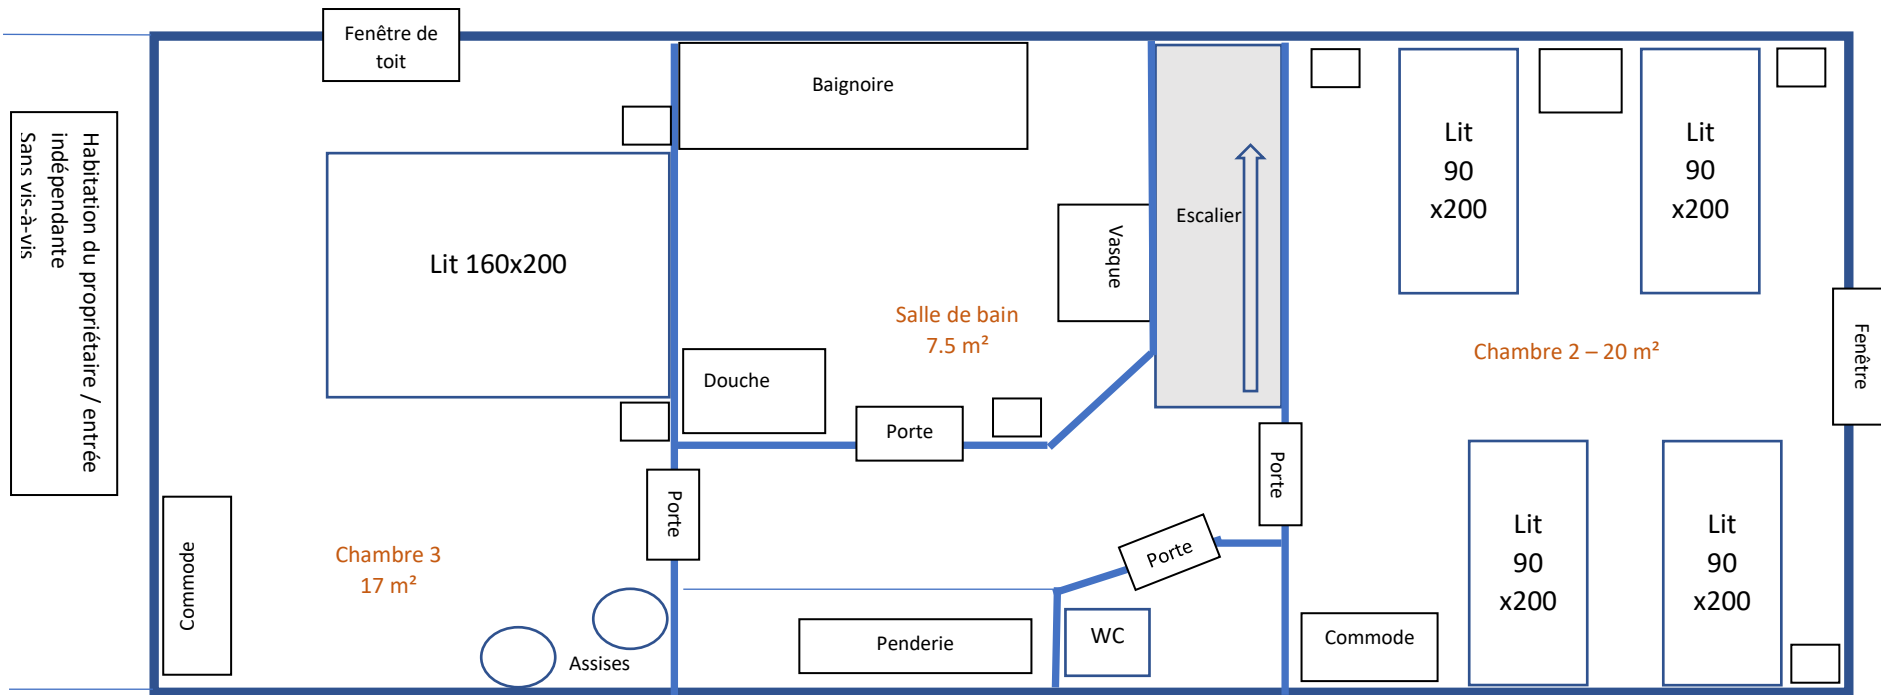 Fenêtre de
toit
Habitation du propriétaire / entrée
indépendante
Sans vis-à-vis
Lit 160x200
Commode
Chambre 3
17 m²
Assises
Porte
Baignoire
Vasque
Salle de bain
7.5 m²
Douche
Porte
Escalier
Porte
Porte
Penderie
WC
Lit
90
x200
Lit
90
x200
Chambre 2 – 20 m²
Fenêtre
Lit
90
x200
Lit
90
x200
Commode